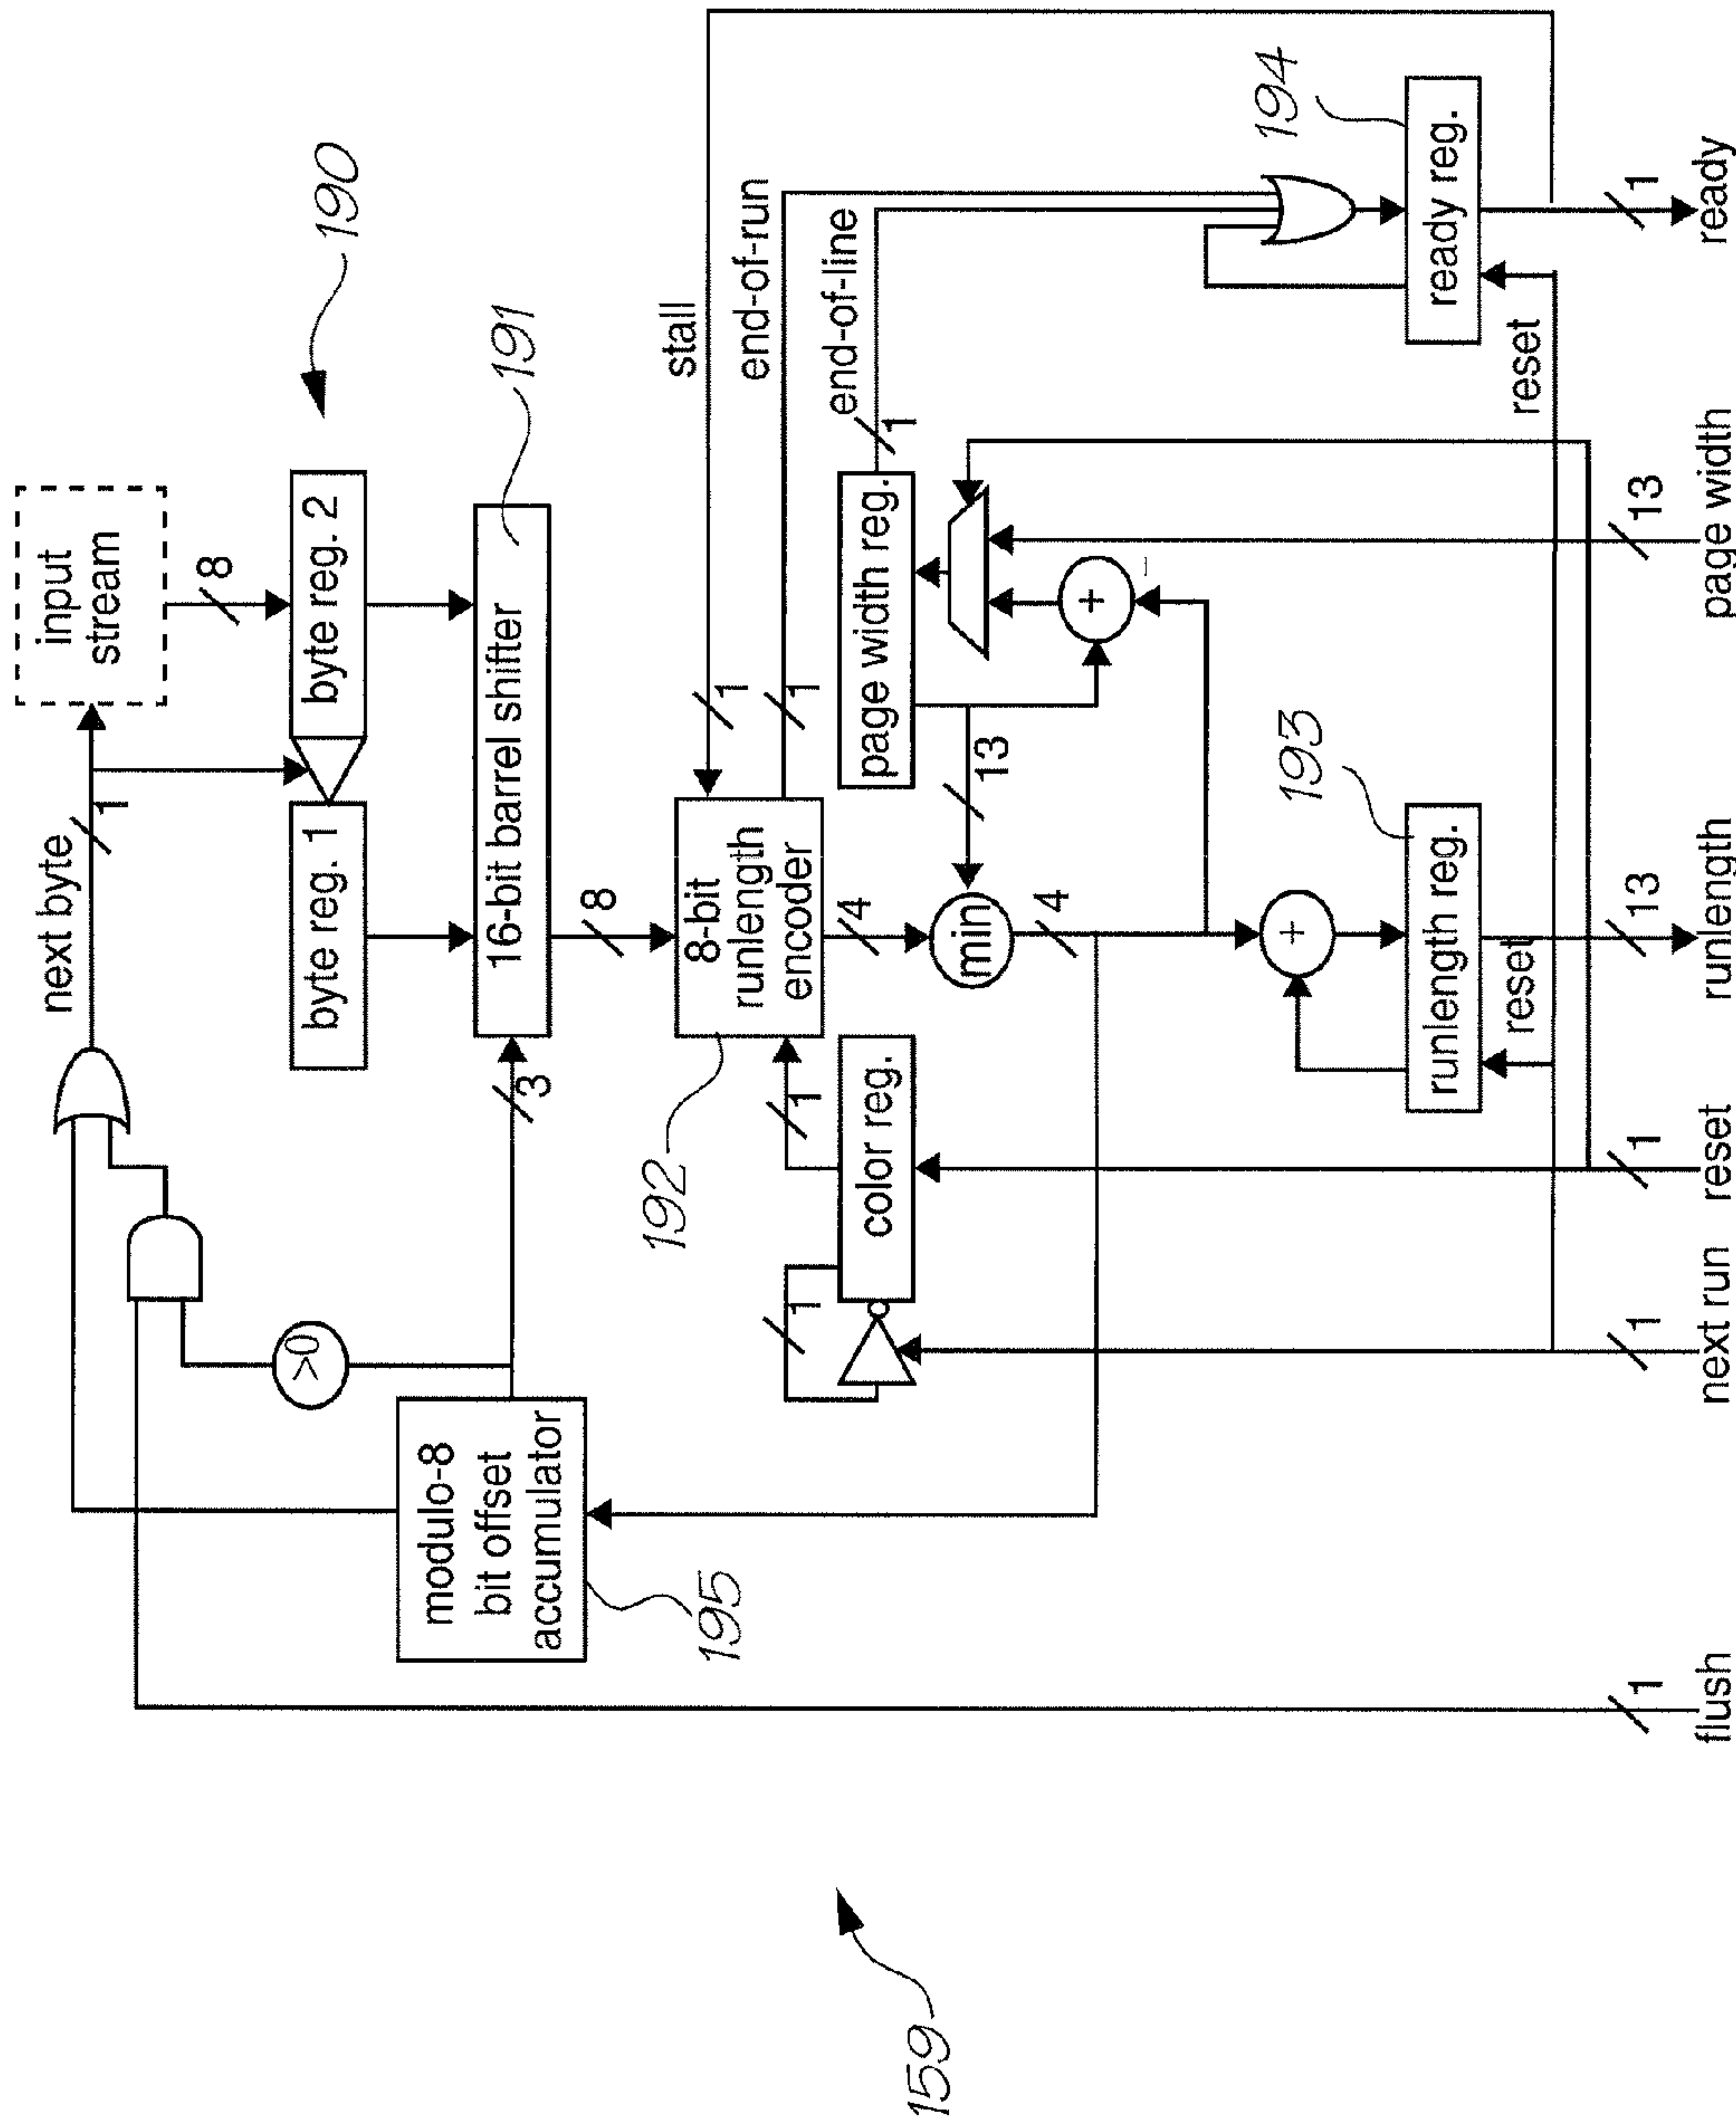 input
stream
next byte
1
8
190
byte reg. 1
byte reg. 2
16-bit barrel shifter
191
3
8
>0
modulo-8
bit offset
accumulator
195
stall
1
end-of-run
1
end-of-line
1
8-bit
runlength
encoder
192
page width reg.
color reg.
1
1
4
13
min
4
+
-
+
193
194
runlength reg.
ready reg.
reset
reset
1
1
1
13
13
1
flush
next run
reset
runlength
page width
ready
159